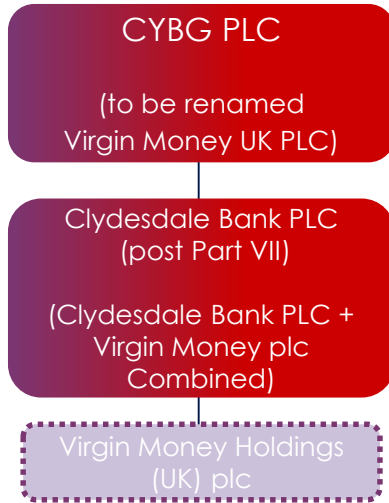 CYBG PLC
(to be renamed
Virgin Money UK PLC)
Clydesdale Bank PLC
(post Part VII)
(Clydesdale Bank PLC +
Virgin Money plc
Combined)
Virgin Money Holdings
(UK) plc